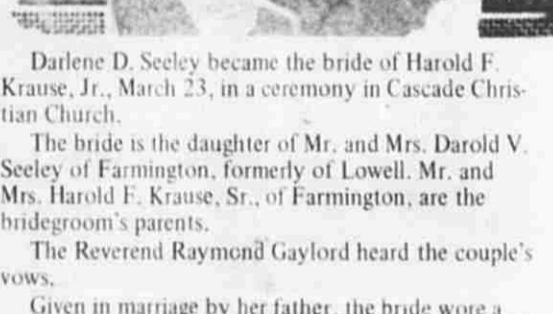 Darlene D. Seeley became the bride of Harold F.
Krause, Jr., March 23, in a ceremony in Cascade Chris-
tian Church.
The bride is the daughter of Mr. and Mrs. Darold V.
Seeley of Farmington, formerly of Lowell. Mr. and
Mrs. Harold F. Krause, Sr., of Farmington, are the
bridegroom's parents.
The Reverend Raymond Gaylord heard the couple's
vows.
Given in marriage by her father, the bride wore a